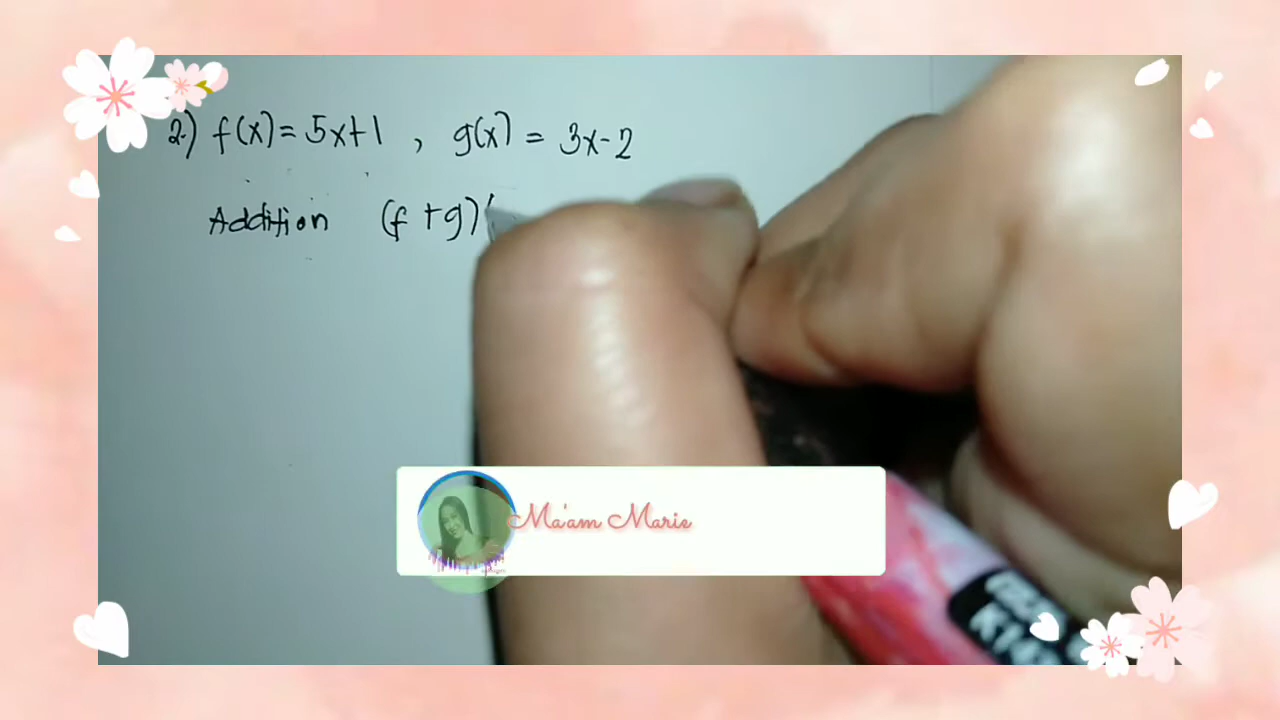 2.) f(x) = 5x+1 , g(x) = 3x-2
Addition (f+g)(
Ma'am Marie